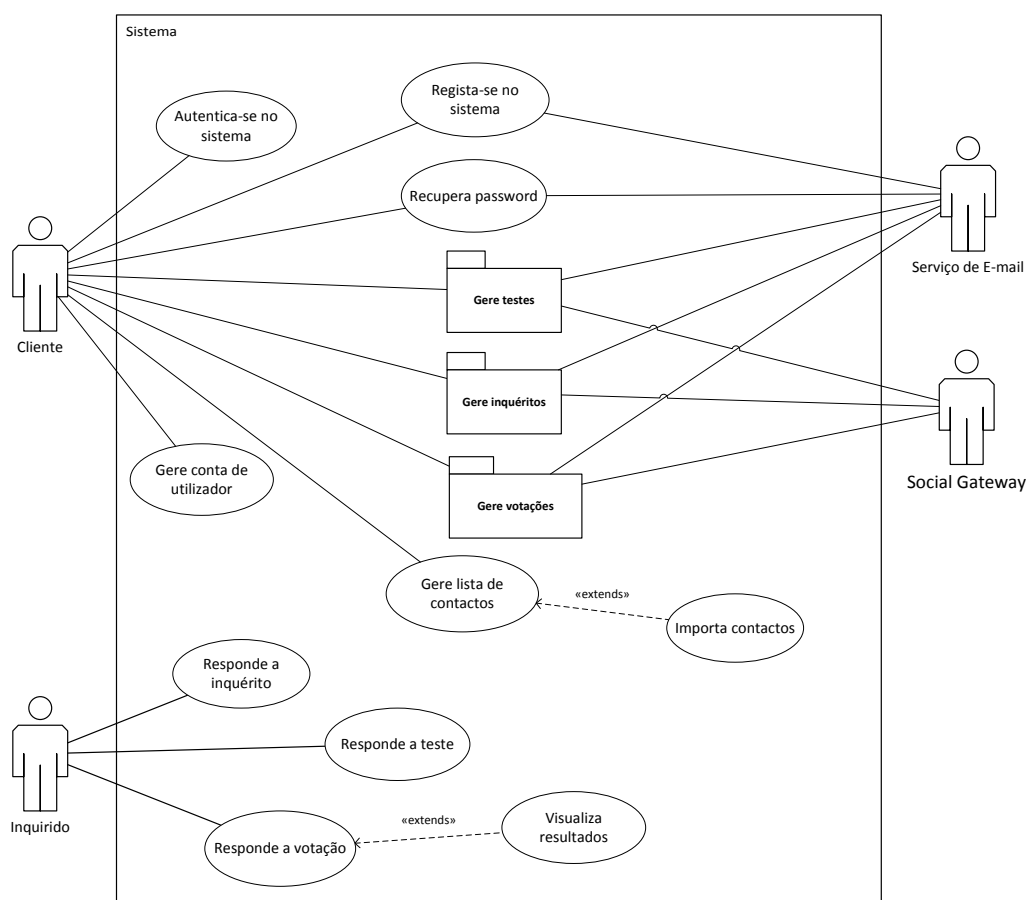 Sistema
Regista-se no
sistema
Autentica-se no
sistema
Recupera password
Serviço de E-mail
Gere testes
Cliente
Gere inquéritos
Gere conta de
utilizador
Social Gateway
Gere votações
Gere lista de
contactos
«extends»
Importa contactos
Responde a
inquérito
Responde a teste
Inquirido
Responde a votação
«extends»
Visualiza
resultados